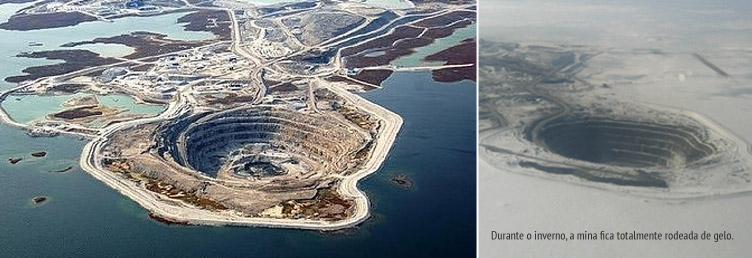 Durante o inverno, a mina fica totalmente rodeada de gelo.